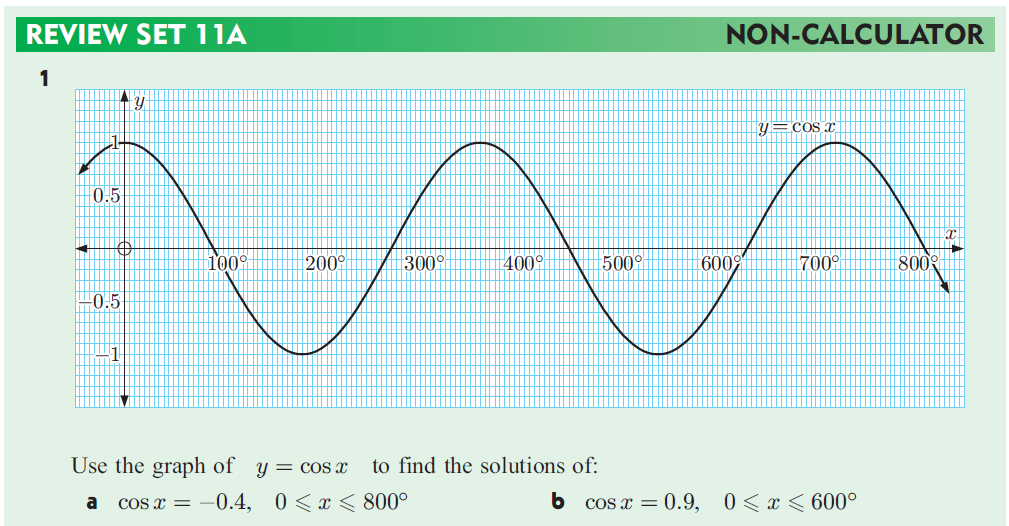 REVIEW SET 11A NON-CALCULATOR
1
y
y = cos x
1
0.5
x
100° 200° 300° 400° 500° 600° 700° 800°
−0.5
−1
Use the graph of y = cos x to find the solutions of:
a cos x = −0.4, 0 ⩽ x ⩽ 800° b cos x = 0.9, 0 ⩽ x ⩽ 600°